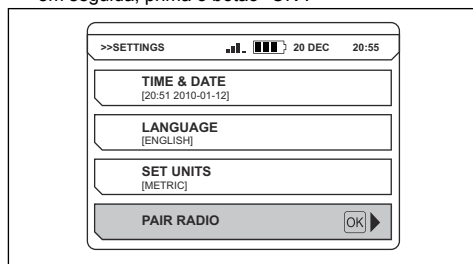 >>SETTINGS 20 DEC 20:55
TIME & DATE
[20:51 2010-01-12]
LANGUAGE
[ENGLISH]
SET UNITS
[METRIC]
PAIR RADIO OK